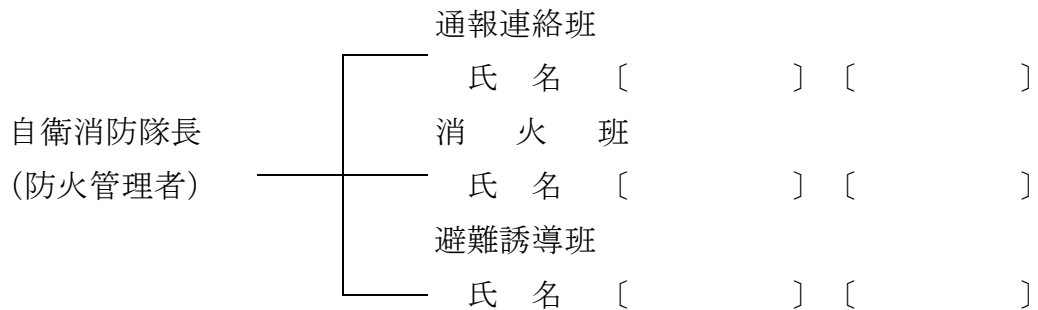 通報連絡班
氏 名 〔 〕〔 〕
自衛消防隊長
(防火管理者)
消 火 班
氏 名 〔 〕〔 〕
避難誘導班
氏 名 〔 〕〔 〕